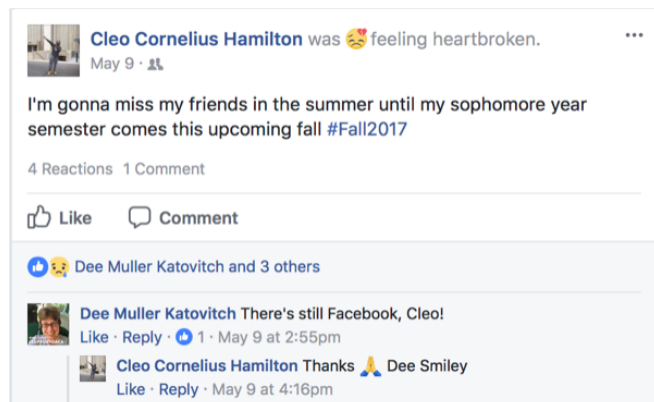 Cleo Cornelius Hamilton was feeling heartbroken.
May 9 ·
I'm gonna miss my friends in the summer until my sophomore year
semester comes this upcoming fall #Fall2017
4 Reactions 1 Comment
Like Comment
Dee Muller Katovitch and 3 others
Dee Muller Katovitch There's still Facebook, Cleo!
Like · Reply · 1 · May 9 at 2:55pm
Cleo Cornelius Hamilton Thanks 🙏 Dee Smiley
Like · Reply · May 9 at 4:16pm